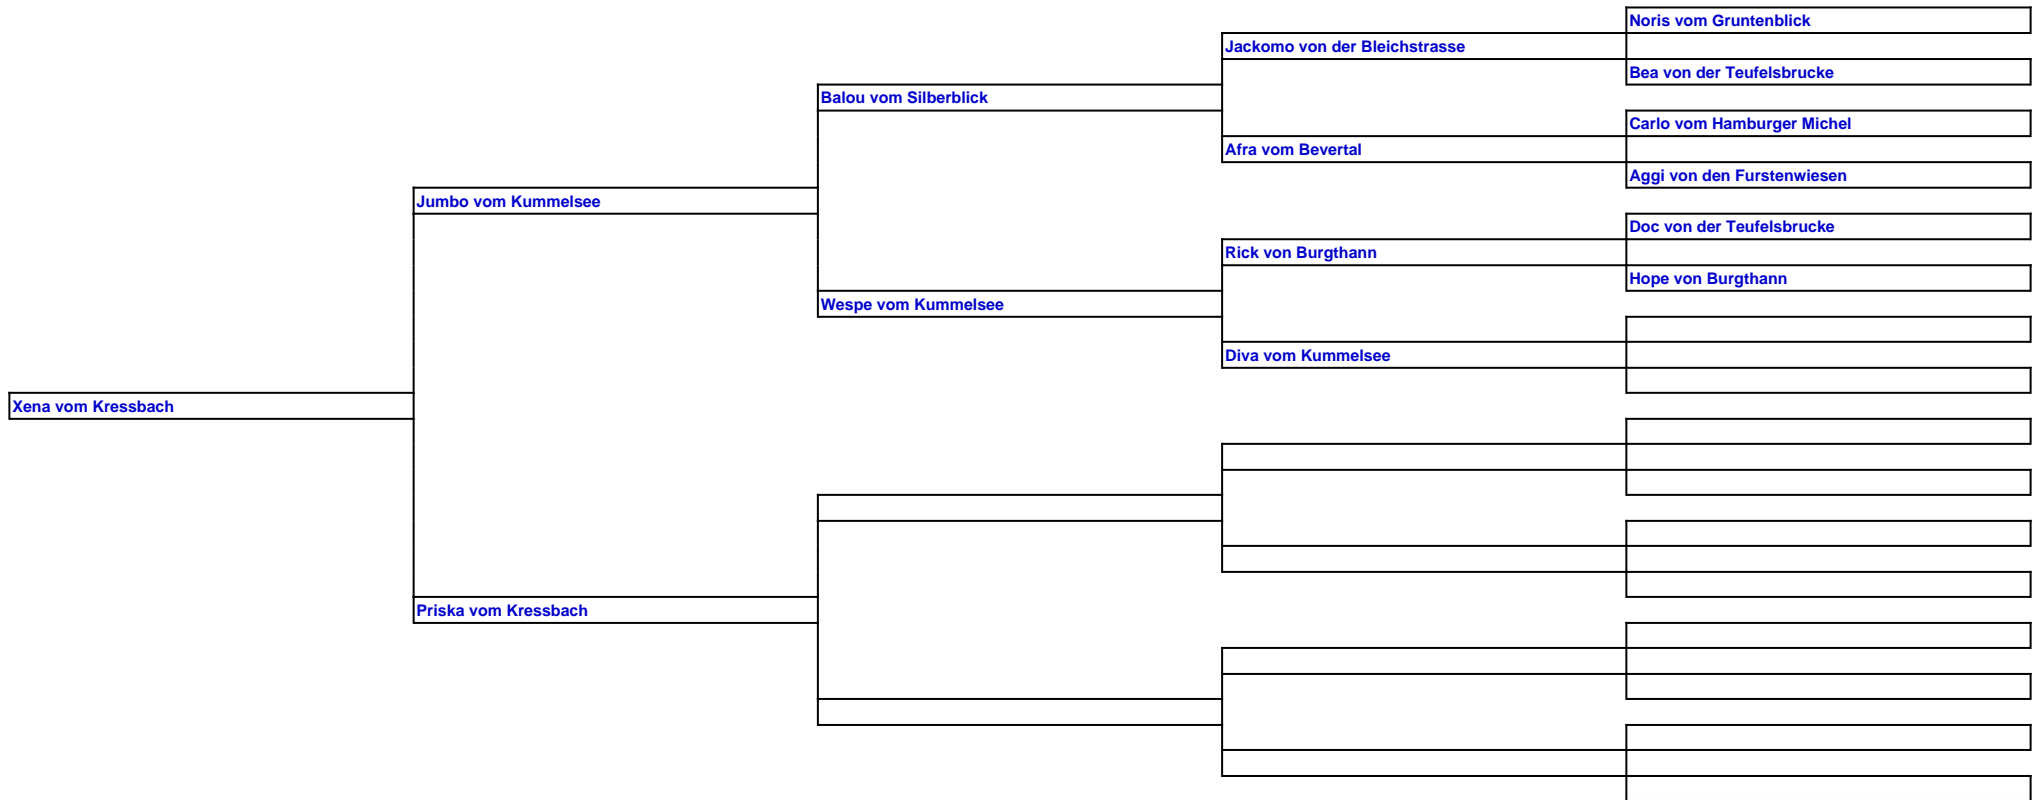 Noris vom Gruntenblick
Jackomo von der Bleichstrasse
Bea von der Teufelsbrucke
Balou vom Silberblick
Carlo vom Hamburger Michel
Afra vom Bevertal
Aggi von den Furstenwiesen
Jumbo vom Kummelsee
Doc von der Teufelsbrucke
Rick von Burgthann
Hope von Burgthann
Wespe vom Kummelsee
Diva vom Kummelsee
Xena vom Kressbach
Priska vom Kressbach